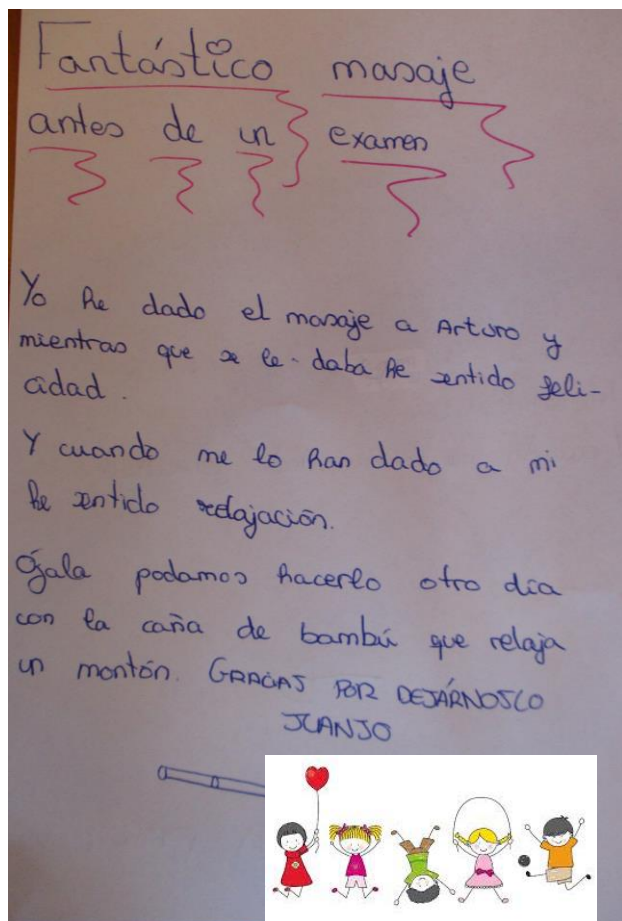 Fantástico masaje
antes de un examen
Yo he dado el masaje a Arturo y
mientras que se le daba he sentido feli-
cidad.
Y cuando me lo han dado a mi
he sentido relajación.
Ójala podamos hacerlo otro día
con la caña de bambú que relaja
un montón. GRACIAS POR DEJÁRNOSLO
JUANJO